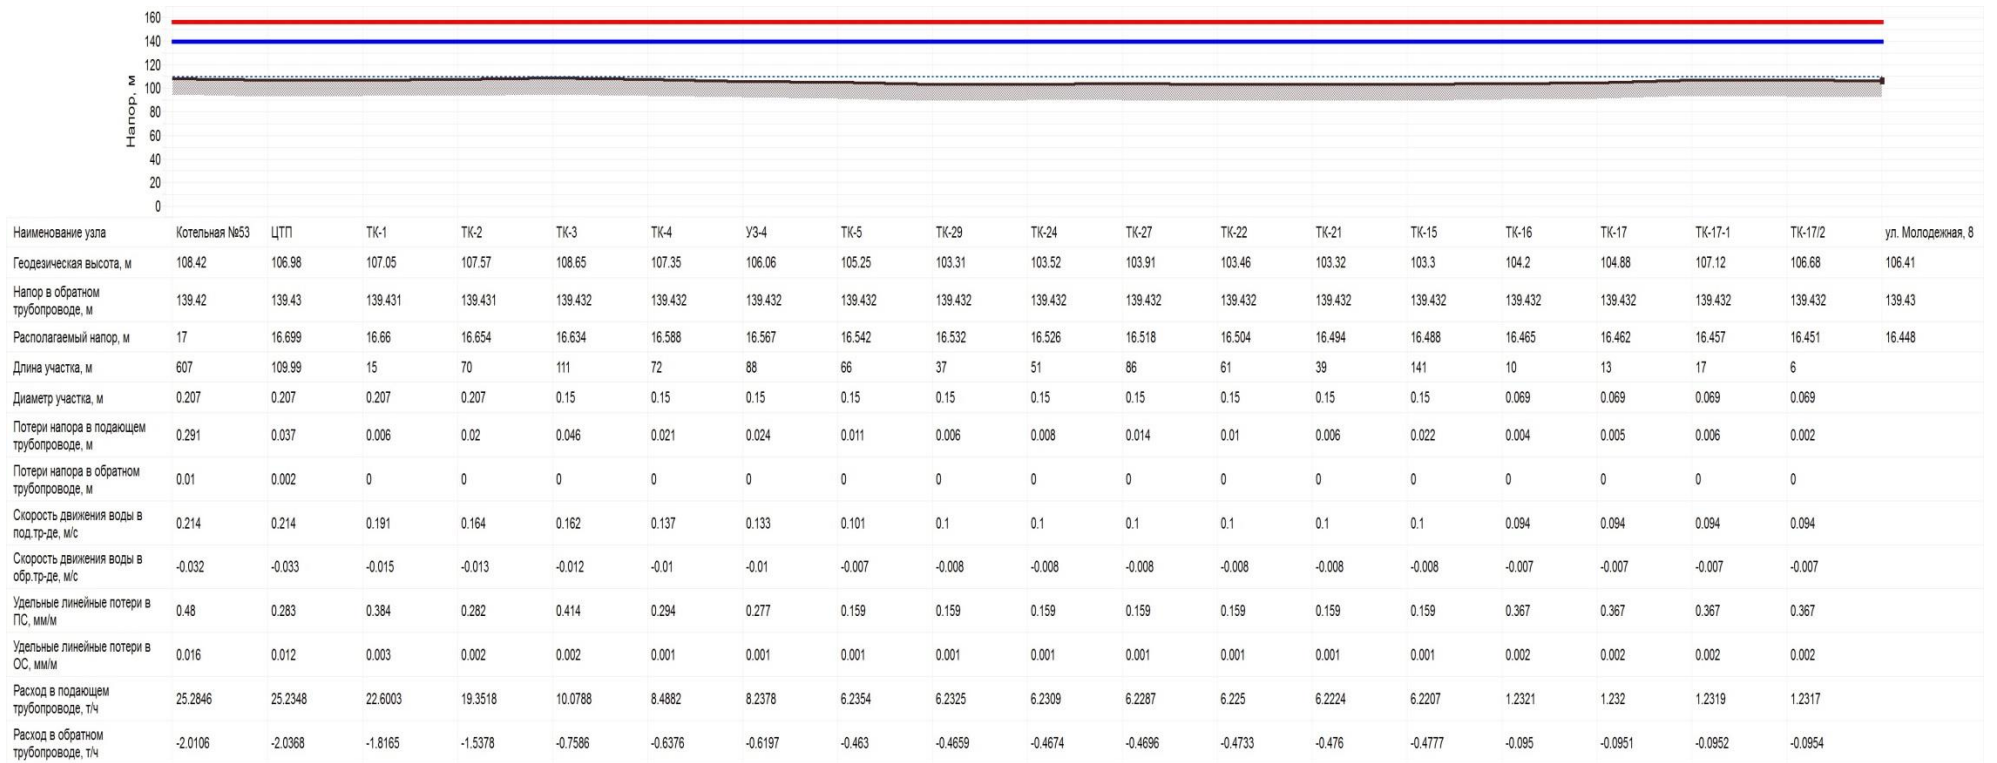 160
140
120
100
80
60
40
20
0
Напор, м
Наименование узла Котельная №53 ЦТП ТК-1 ТК-2 ТК-3 ТК-4 УЗ-4 ТК-5 ТК-29 ТК-24 ТК-27 ТК-22 ТК-21 ТК-15 ТК-16 ТК-17 ТК-17-1 ТК-17/2 ул. Молодежная, 8
Геодезическая высота, м 108.42 106.98 107.05 107.57 108.65 107.35 106.06 105.25 103.31 103.52 103.91 103.46 103.32 103.3 104.2 104.88 107.12 106.68 106.41
Напор в обратном
трубопроводе, м 139.42 139.43 139.431 139.431 139.432 139.432 139.432 139.432 139.432 139.432 139.432 139.432 139.432 139.432 139.432 139.432 139.432 139.432 139.43
Располагаемый напор, м 17 16.699 16.66 16.654 16.634 16.588 16.567 16.542 16.532 16.526 16.518 16.504 16.494 16.488 16.465 16.462 16.457 16.451 16.448
Длина участка, м 607 109.99 15 70 111 72 88 66 37 51 86 61 39 141 10 13 17 6
Диаметр участка, м 0.207 0.207 0.207 0.207 0.15 0.15 0.15 0.15 0.15 0.15 0.15 0.15 0.15 0.15 0.069 0.069 0.069 0.069
Потери напора в подающем
трубопроводе, м 0.291 0.037 0.006 0.02 0.046 0.021 0.024 0.011 0.006 0.008 0.014 0.01 0.006 0.022 0.004 0.005 0.006 0.002
Потери напора в обратном
трубопроводе, м 0.01 0.002 0 0 0 0 0 0 0 0 0 0 0 0 0 0 0 0
Скорость движения воды в
под.тр-де, м/с 0.214 0.214 0.191 0.164 0.162 0.137 0.133 0.101 0.1 0.1 0.1 0.1 0.1 0.1 0.094 0.094 0.094 0.094
Скорость движения воды в
обр.тр-де, м/с -0.032 -0.033 -0.015 -0.013 -0.012 -0.01 -0.01 -0.007 -0.008 -0.008 -0.008 -0.008 -0.008 -0.008 -0.007 -0.007 -0.007 -0.007
Удельные линейные потери в
ПС, мм/м 0.48 0.283 0.384 0.282 0.414 0.294 0.277 0.159 0.159 0.159 0.159 0.159 0.159 0.159 0.367 0.367 0.367 0.367
Удельные линейные потери в
ОС, мм/м 0.016 0.012 0.003 0.002 0.002 0.001 0.001 0.001 0.001 0.001 0.001 0.001 0.001 0.001 0.002 0.002 0.002 0.002
Расход в подающем
трубопроводе, т/ч 25.2846 25.2348 22.6003 19.3518 10.0788 8.4882 8.2378 6.2354 6.2325 6.2309 6.2287 6.225 6.2224 6.2207 1.2321 1.232 1.2319 1.2317
Расход в обратном
трубопроводе, т/ч -2.0106 -2.0368 -1.8165 -1.5378 -0.7586 -0.6376 -0.6197 -0.463 -0.4659 -0.4674 -0.4696 -0.4733 -0.476 -0.4777 -0.095 -0.0951 -0.0952 -0.0954